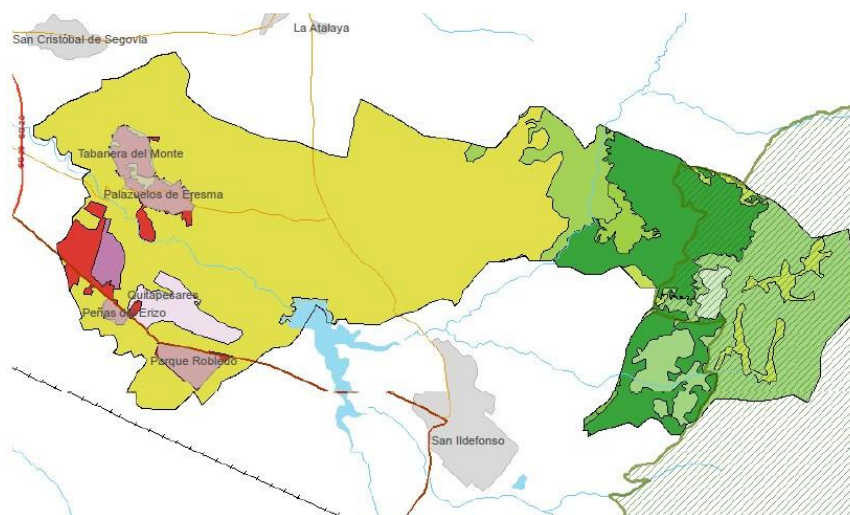 La Atalaya
San Cristóbal de Segovia
Tabanera del Monte
Palazuelos de Eresma
Quitapesares
Peñas del Erizo
Parque Robledo
San Ildefonso